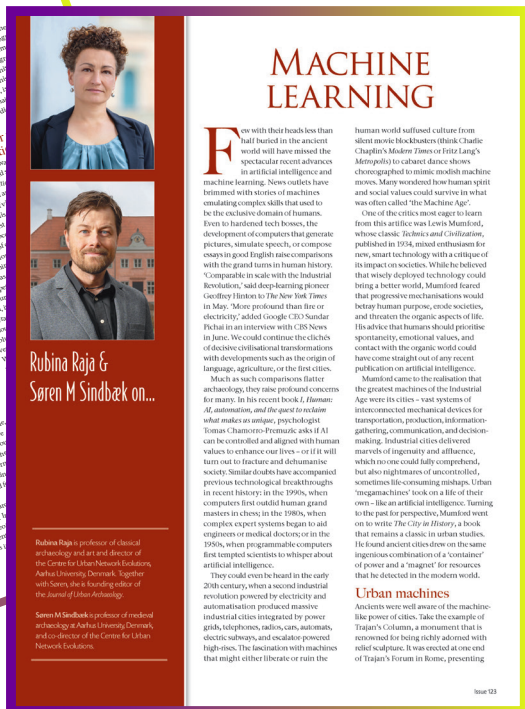 Rubina Raja &
Søren M Sindbæk on...
Rubina Raja is professor of classical
archaeology and art and director of
the Centre for Urban Network Evolutions,
Aarhus University, Denmark. Together
with Søren, she is founding editor of
the Journal of Urban Archaeology.
Søren M Sindbæk is professor of medieval
archaeology at Aarhus University, Denmark,
and co-director of the Centre for Urban
Network Evolutions.
MACHINE
LEARNING
Few with their heads less than
half buried in the ancient
world will have missed the
spectacular recent advances
in artificial intelligence and
machine learning. News outlets have
brimmed with stories of machines
emulating complex skills that used to
be the exclusive domain of humans.
Even to hardened tech bosses, the
development of computers that generate
pictures, simulate speech, or compose
essays in good English raise comparisons
with the grand turns in human history.
‘Comparable in scale with the Industrial
Revolution,’ said deep-learning pioneer
Geoffrey Hinton to The New York Times
in May. ‘More profound than fire or
electricity,’ added Google CEO Sundar
Pichai in an interview with CBS News
in June. We could continue the clichés
of decisive civilisational transformations
with developments such as the origin of
language, agriculture, or the first cities.
Much as such comparisons flatter
archaeology, they raise profound concerns
for many. In his recent book I, Human:
AI, automation, and the quest to reclaim
what makes us unique, psychologist
Tomas Chamorro-Premuzic asks if AI
can be controlled and aligned with human
values to enhance our lives – or if it will
turn out to fracture and dehumanise
society. Similar doubts have accompanied
previous technological breakthroughs
in recent history: in the 1990s, when
computers first outdid human grand
masters in chess; in the 1980s, when
complex expert systems began to aid
engineers or medical doctors; or in the
1950s, when programmable computers
first tempted scientists to whisper about
artificial intelligence.
They could even be heard in the early
20th century, when a second industrial
revolution powered by electricity and
automatisation produced massive
industrial cities integrated by power
grids, telephones, radios, cars, automats,
electric subways, and escalator-powered
high-rises. The fascination with machines
that might either liberate or ruin the
human world suffused culture from
silent movie blockbusters (think Charlie
Chaplin’s Modern Times or Fritz Lang’s
Metropolis) to cabaret dance shows
choreographed to mimic modish machine
moves. Many wondered how human spirit
and social values could survive in what
was often called ‘the Machine Age’.
One of the critics most eager to learn
from this artifice was Lewis Mumford,
whose classic Technics and Civilization,
published in 1934, mixed enthusiasm for
new, smart technology with a critique of
its impact on societies. While he believed
that wisely deployed technology could
bring a better world, Mumford feared
that progressive mechanisations would
betray human purpose, erode societies,
and threaten the organic aspects of life.
His advice that humans should prioritise
spontaneity, emotional values, and
contact with the organic world could
have come straight out of any recent
publication on artificial intelligence.
Mumford came to the realisation that
the greatest machines of the Industrial
Age were its cities – vast systems of
interconnected mechanical devices for
transportation, production, information-
gathering, communication, and decision-
making. Industrial cities delivered
marvels of ingenuity and affluence,
which no one could fully comprehend,
but also nightmares of uncontrolled,
sometimes life-consuming mishaps. Urban
‘megamachines’ took on a life of their
own – like an artificial intelligence. Turning
to the past for perspective, Mumford went
on to write The City in History, a book
that remains a classic in urban studies.
He found ancient cities drew on the same
ingenious combination of a ‘container’
of power and a ‘magnet’ for resources
that he detected in the modern world.
Urban machines
Ancients were well aware of the machine-
like power of cities. Take the example of
Trajan’s Column, a monument that is
renowned for being richly adorned with
relief sculpture. It was erected at one end
of Trajan’s Forum in Rome, presenting
Issue 123